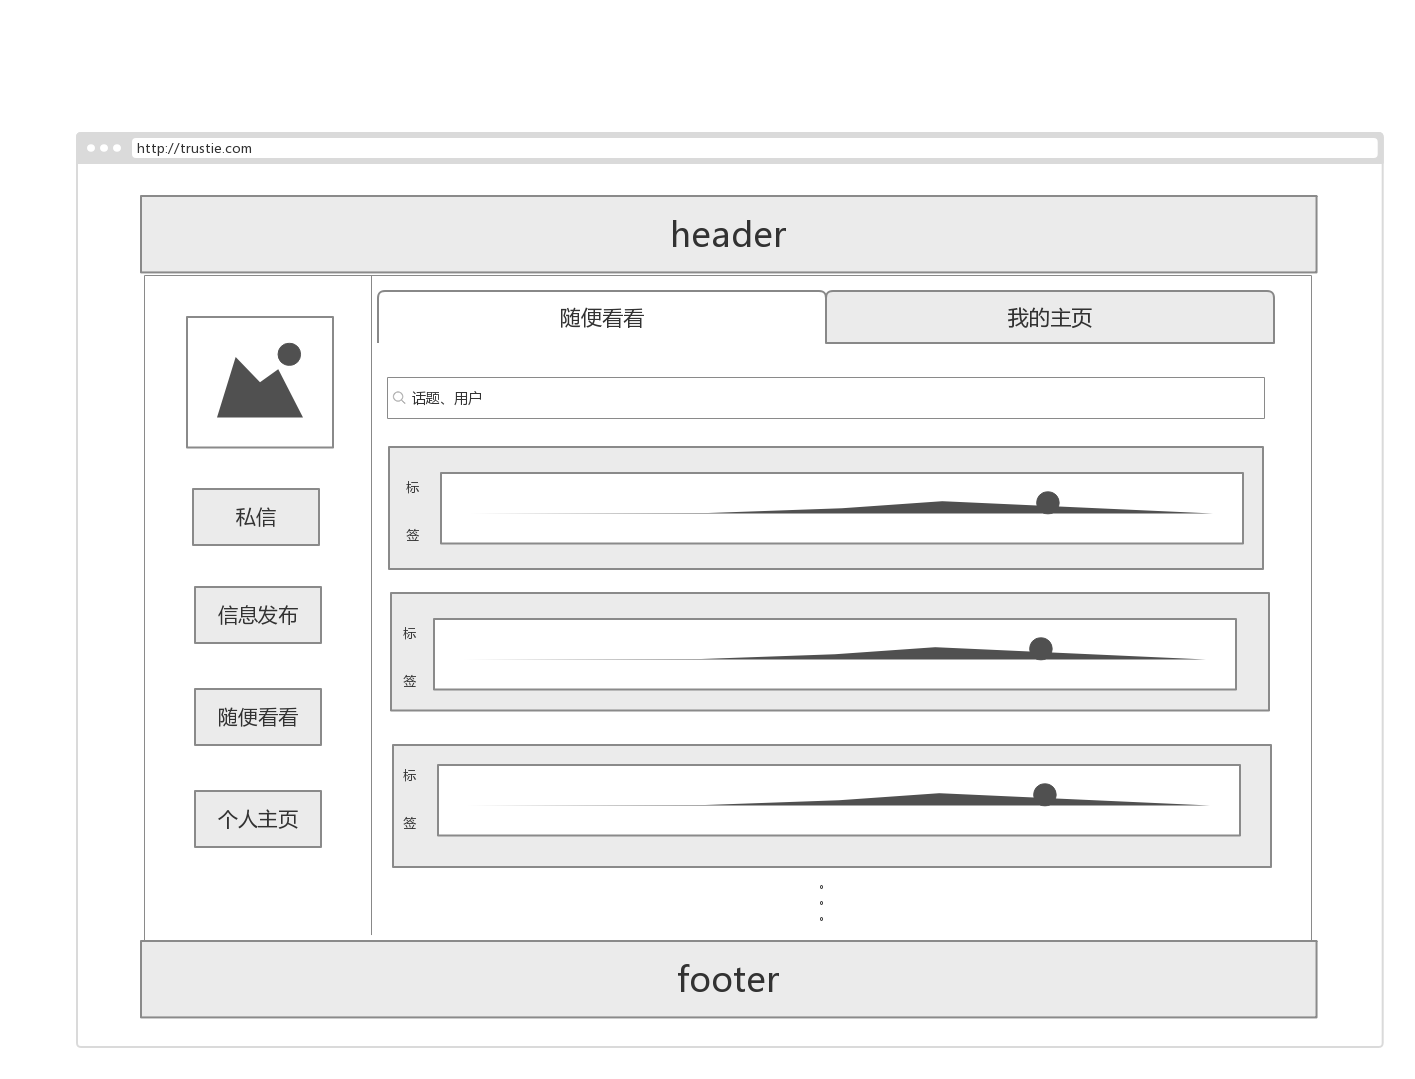 http://trustie.com
header
随便看看
我的主页
话题、用户
私信
信息发布
随便看看
个人主页
标
签
标
签
标
签
。
。
。
footer